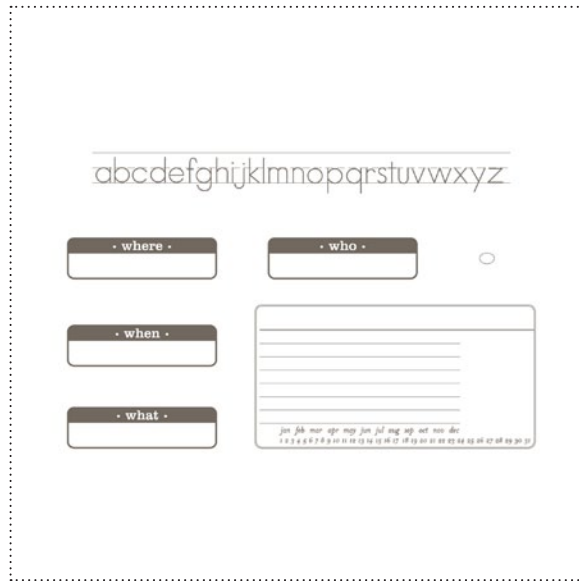 abcdefghijklmnopqrstuvwxyz
· where ·
· who ·
· when ·
· what ·
jan feb mar apr may jun jul aug sep oct nov dec
1 2 3 4 5 6 7 8 9 10 11 12 13 14 15 16 17 18 19 20 21 22 23 24 25 26 27 28 29 30 31